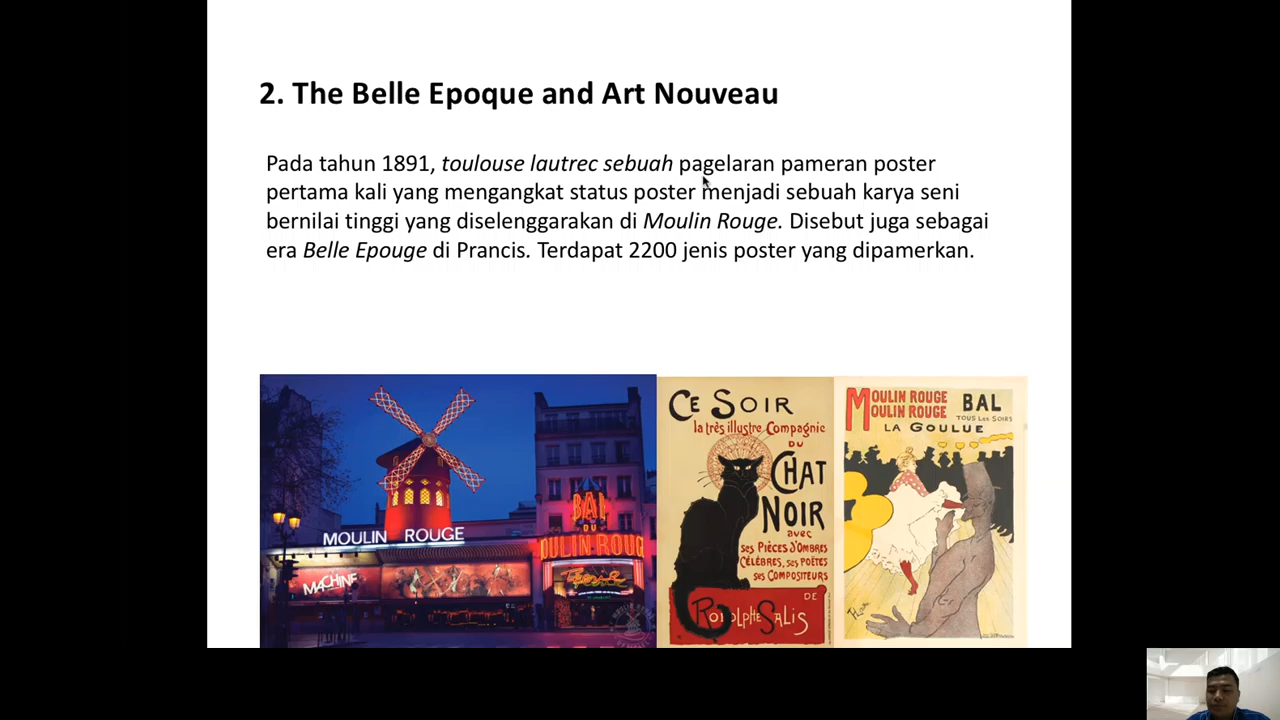 2. The Belle Epoque and Art Nouveau
Pada tahun 1891, toulouse lautrec sebuah pagelaran pameran poster
pertama kali yang mengangkat status poster menjadi sebuah karya seni
bernilai tinggi yang diselenggarakan di Moulin Rouge. Disebut juga sebagai
era Belle Epouge di Prancis. Terdapat 2200 jenis poster yang dipamerkan.
MOULIN ROUGE
MACHINE
BAL
DU
OULIN ROUG
CE SOIR
la très illustre Compagnie
DU
CHAT
NOIR
avec
ses PIÈCES D'OMBRES
CÉLÈBRES, ses POÈTES
ses COMPOSITEURS
DE
RODOLPHE SALIS
MOULIN ROUGE BAL
MOULIN ROUGE TOUS LES SOIRS
LA GOULUE